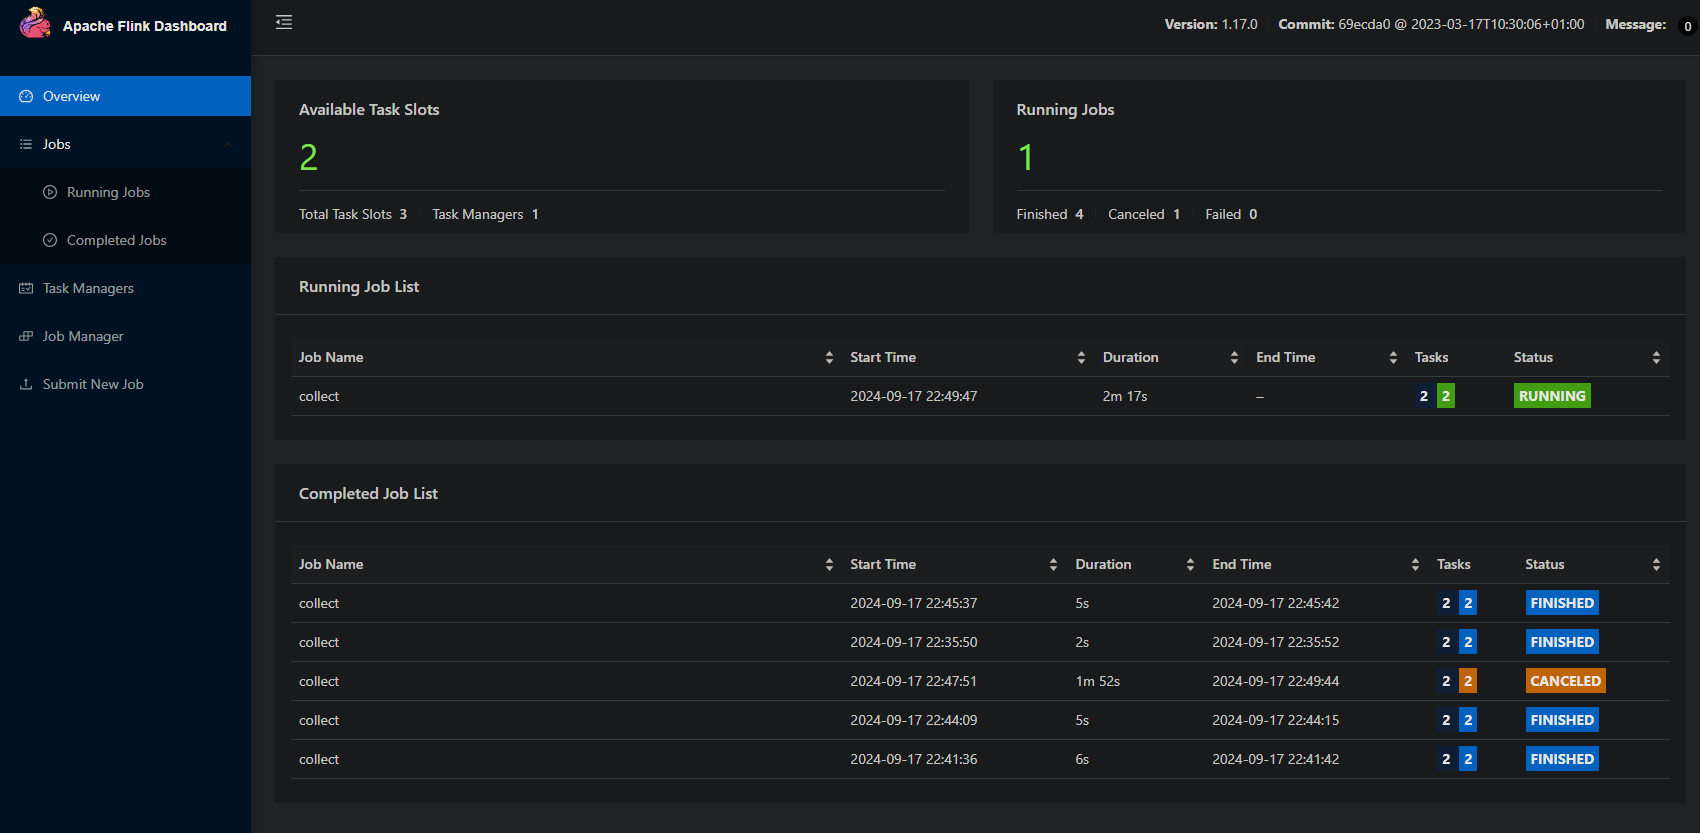 Apache Flink Dashboard
Version: 1.17.0 Commit: 69ecda0 @ 2023-03-17T10:30:06+01:00 Message: 0
Overview
Jobs
Running Jobs
Completed Jobs
Task Managers
Job Manager
Submit New Job
Available Task Slots
2
Total Task Slots 3 Task Managers 1
Running Jobs
1
Finished 4 Canceled 1 Failed 0
Running Job List
Job Name Start Time Duration End Time Tasks Status
collect 2024-09-17 22:49:47 2m 17s – 2 2 RUNNING
Completed Job List
Job Name Start Time Duration End Time Tasks Status
collect 2024-09-17 22:45:37 5s 2024-09-17 22:45:42 2 2 FINISHED
collect 2024-09-17 22:35:50 2s 2024-09-17 22:35:52 2 2 FINISHED
collect 2024-09-17 22:47:51 1m 52s 2024-09-17 22:49:44 2 2 CANCELED
collect 2024-09-17 22:44:09 5s 2024-09-17 22:44:15 2 2 FINISHED
collect 2024-09-17 22:41:36 6s 2024-09-17 22:41:42 2 2 FINISHED